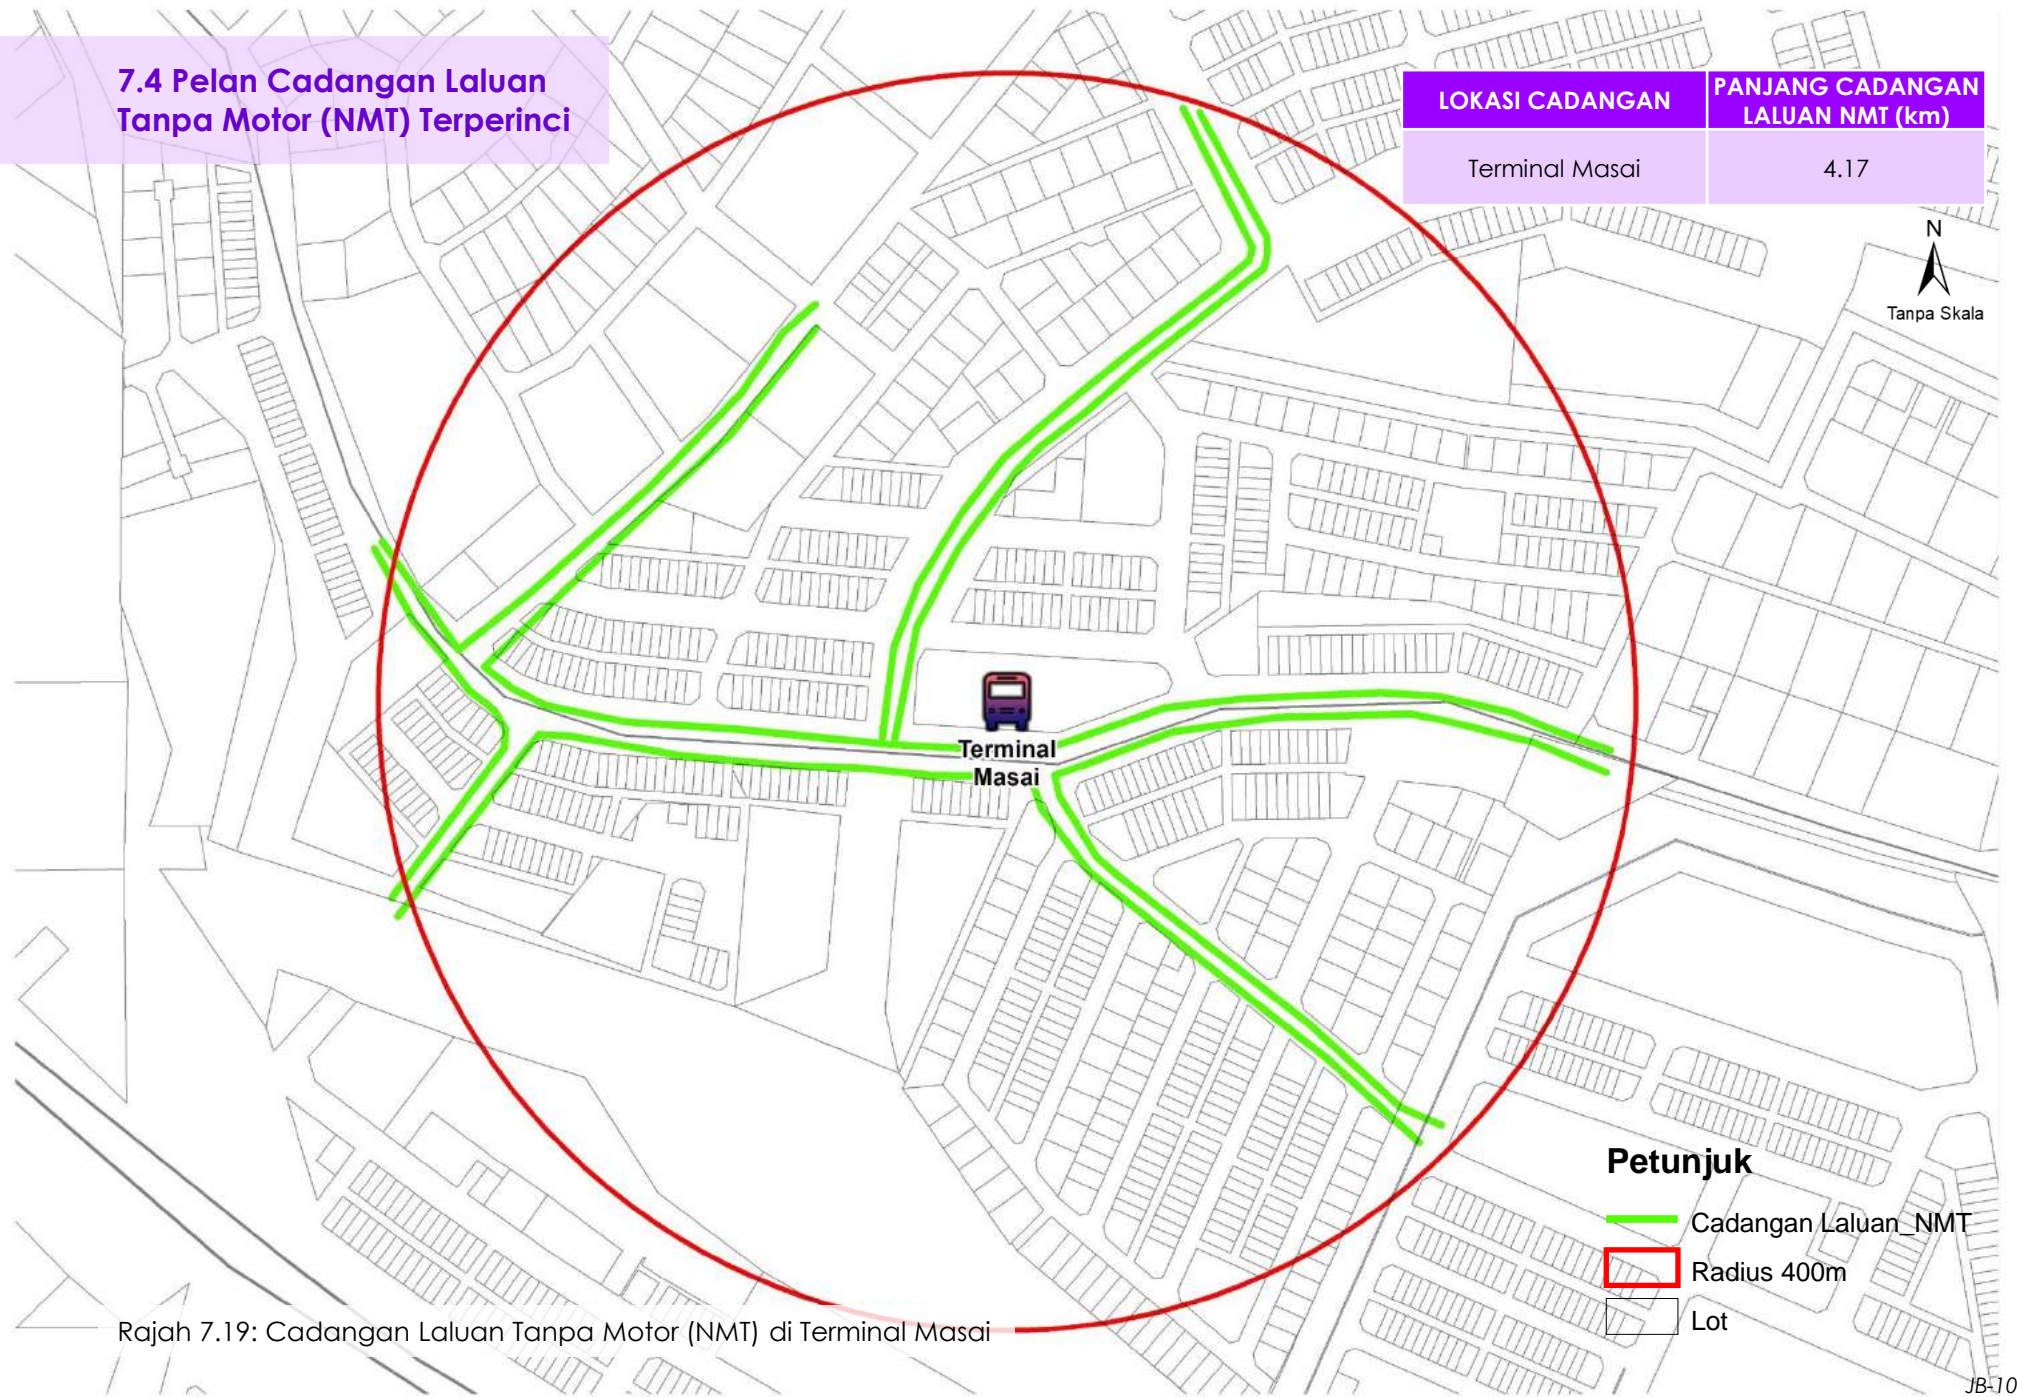 7.4 Pelan Cadangan Laluan
Tanpa Motor (NMT) Terperinci
LOKASI CADANGAN
PANJANG CADANGAN
LALUAN NMT (km)
Terminal Masai
4.17
N
Tanpa Skala
Terminal
Masai
Petunjuk
Cadangan Laluan_NMT
Radius 400m
Lot
Rajah 7.19: Cadangan Laluan Tanpa Motor (NMT) di Terminal Masai
JB-10